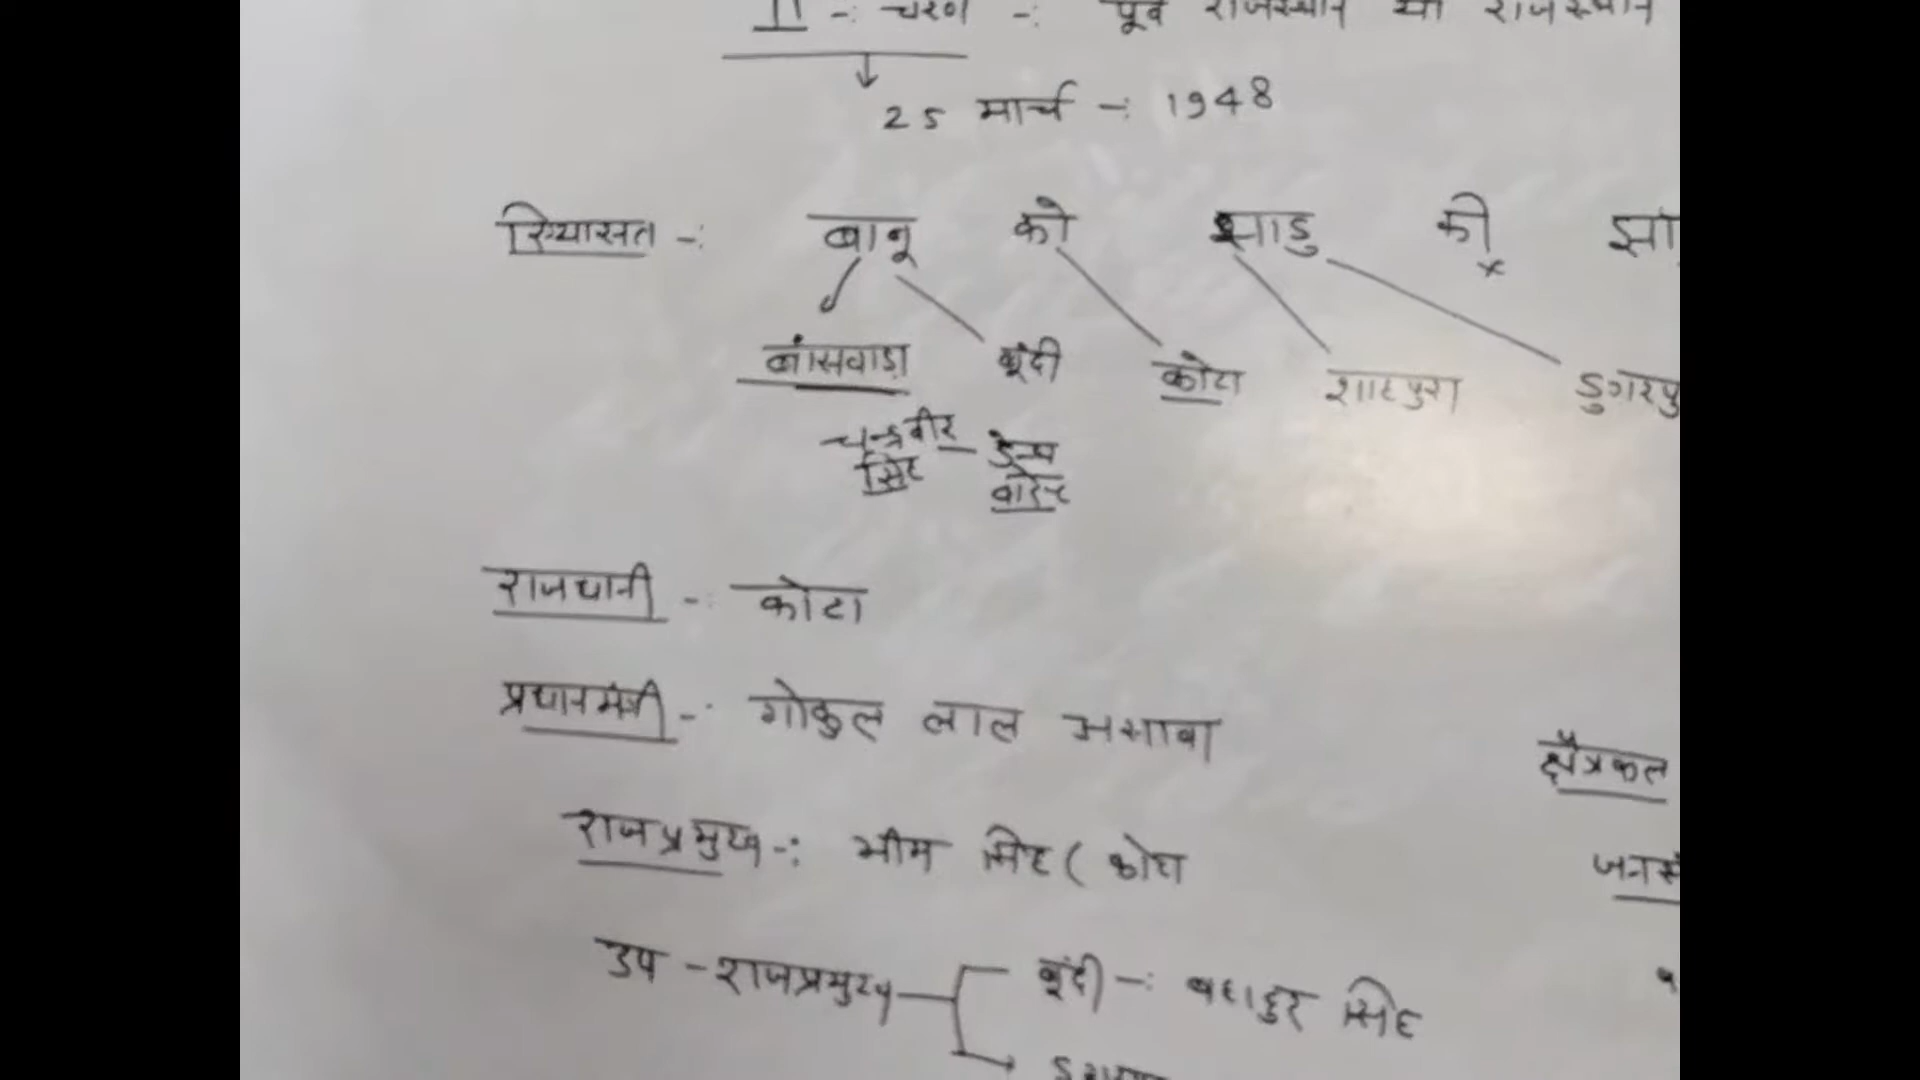 II -: चरण -: पूर्व राजस्थान या राजस्थान
25 मार्च -: 1948
रियासत -: बानू को शाडु की झा
बांसवाडा बूंदी कोटा शाहपुरा डुगरपु
चन्द्रवीर सिंह -
राजधानी -: कोटा
प्रधानमंत्री -: गोकुल लाल असावा
क्षैत्रफल
राजप्रमुख -: भीम सिंह ( कोटा
जनसं
उप - राजप्रमुख बूंदी -: बहादुर सिंह